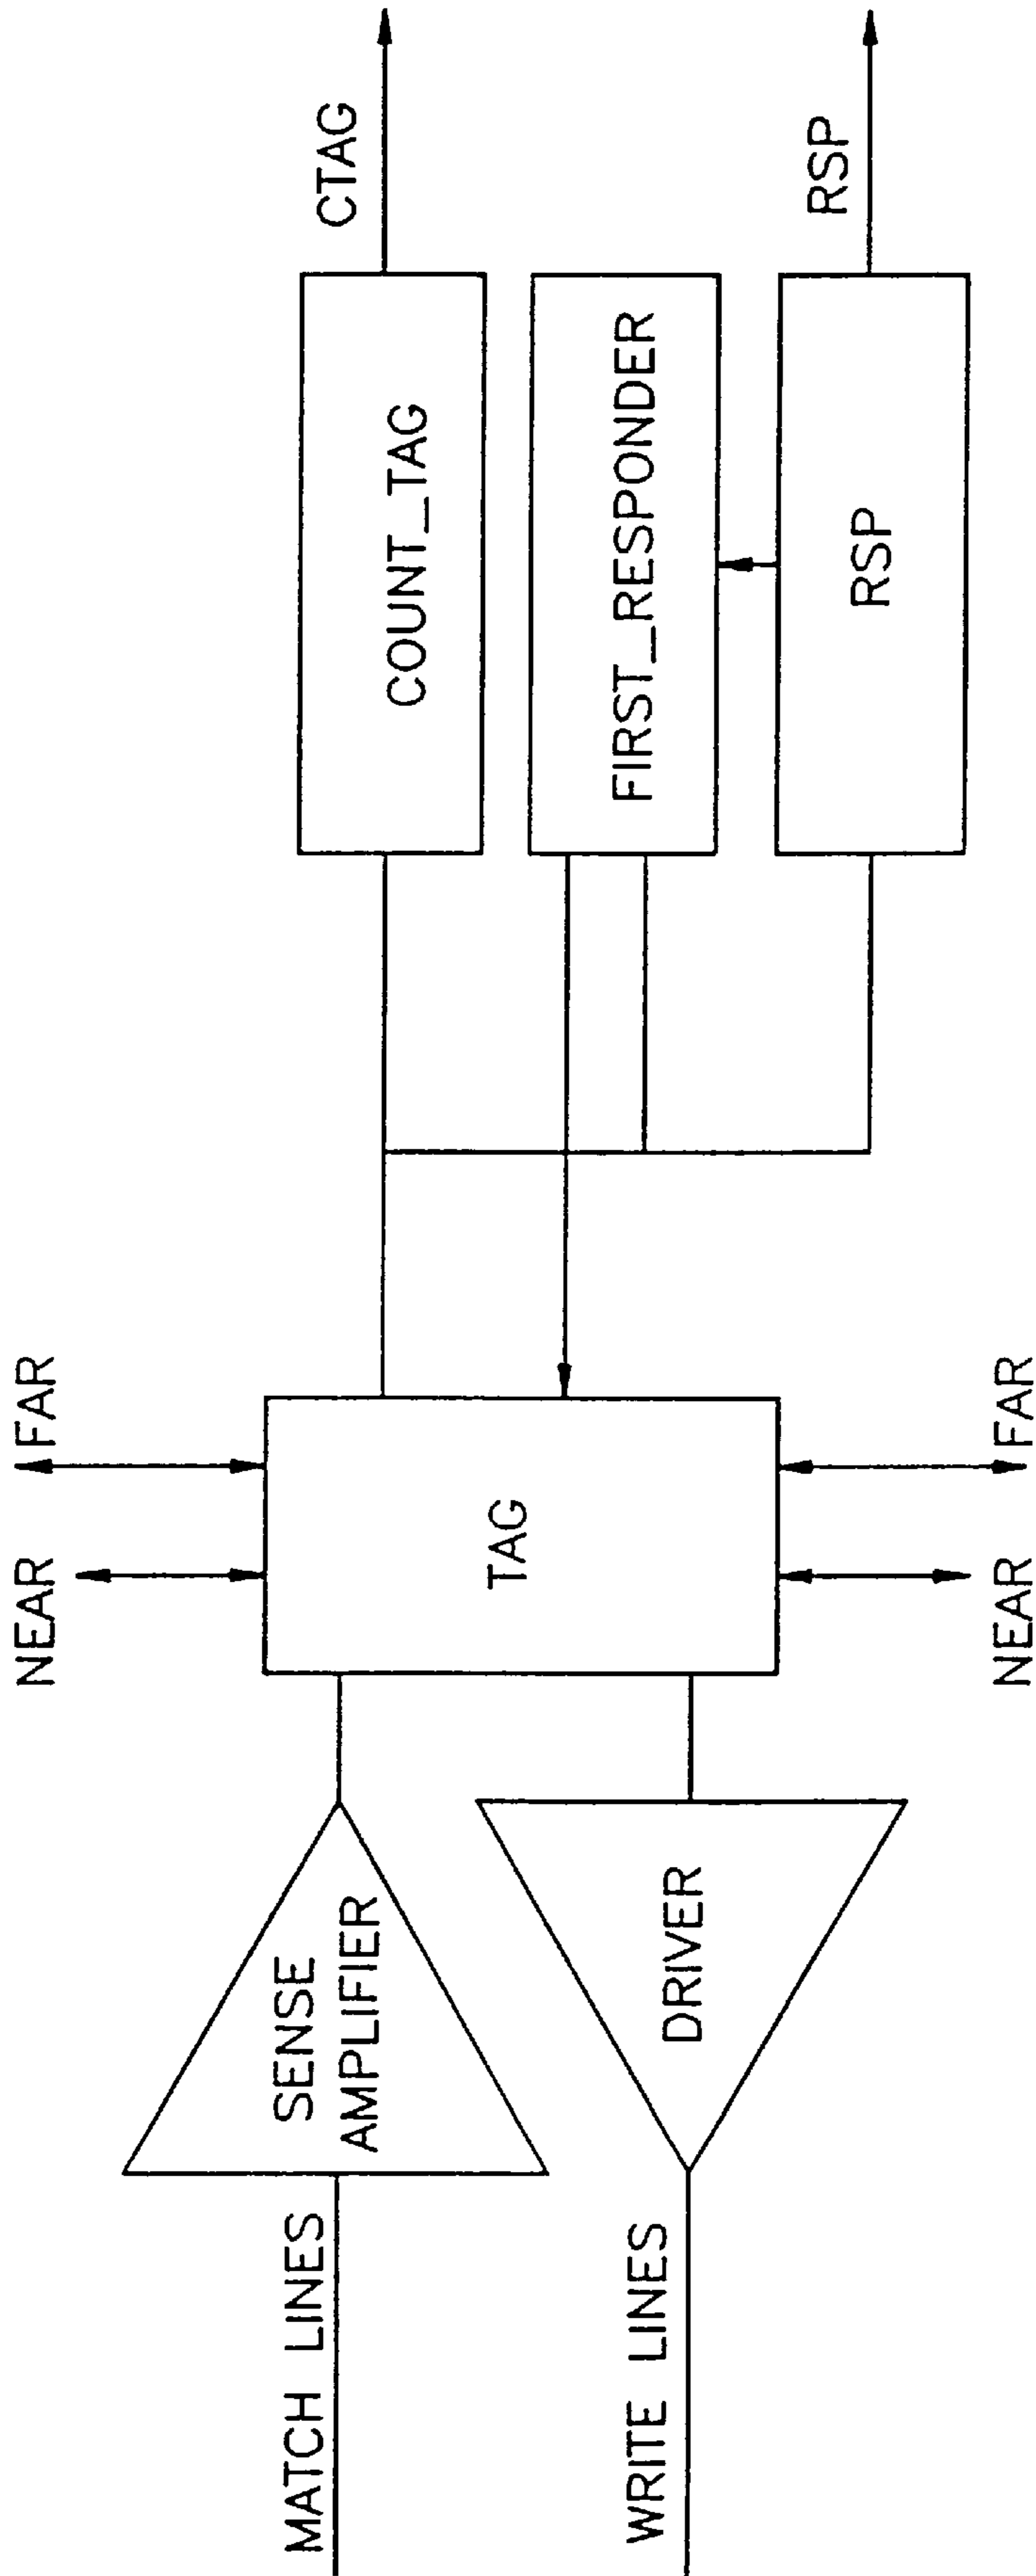 MATCH LINES
WRITE LINES
SENSE
AMPLIFIER
DRIVER
NEAR
FAR
TAG
NEAR
FAR
COUNT_TAG
FIRST_RESPONDER
RSP
CTAG
RSP